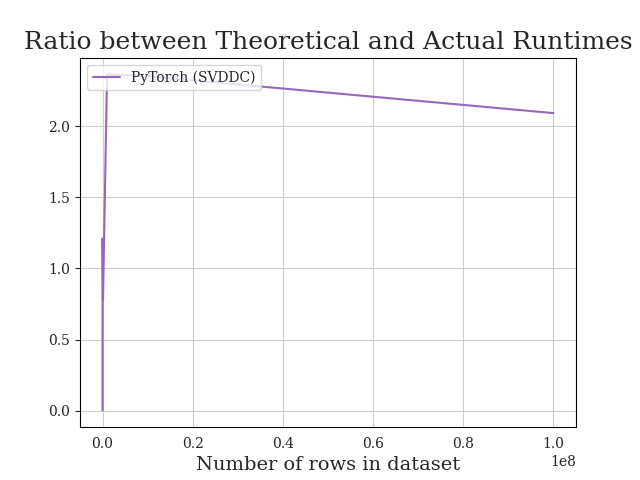 Ratio between Theoretical and Actual Runtimes
PyTorch (SVDDC)
2.0
1.5
1.0
0.5
0.0
0.0 0.2 0.4 0.6 0.8 1.0
1e8
Number of rows in dataset